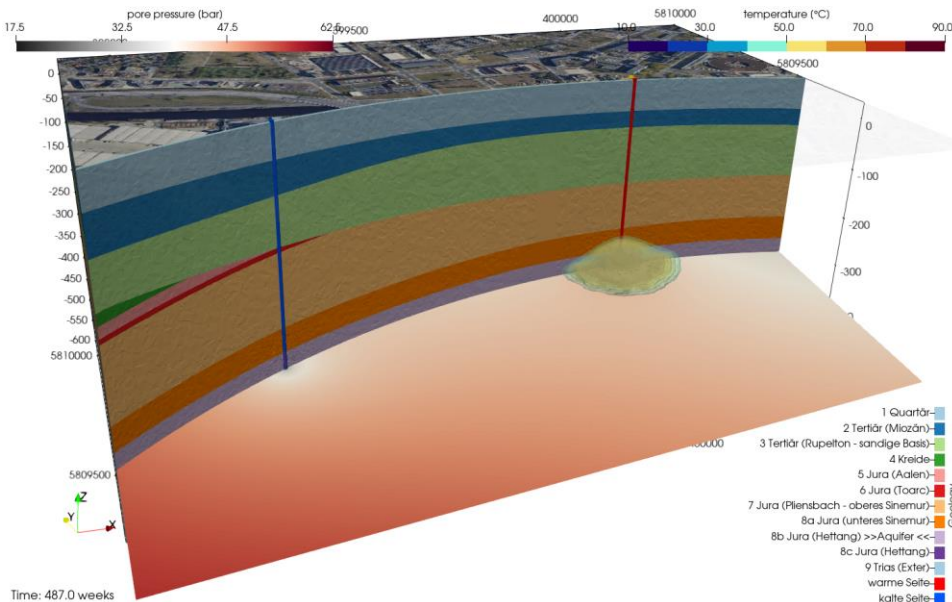 pore pressure (bar)
17.5 32.5 47.5 62.5
temperature (°C)
10.0 30.0 50.0 70.0 90.0
400000
5810000
5809500
0
-50
-100
-150
-200
-250
-300
-350
-400
-450
-500
-550
-600
5810000
5809500
0
-100
-200
-300
1 Quartär
2 Tertiär (Miozän)
3 Tertiär (Rupelton - sandige Basis)
4 Kreide
5 Jura (Aalen)
6 Jura (Toarc)
7 Jura (Pliensbach - oberes Sinemur)
8a Jura (unteres Sinemur)
8b Jura (Hettang) >>Aquifer <<
8c Jura (Hettang)
9 Trias (Exter)
warme Seite
kalte Seite
Z
Y
X
Time: 487.0 weeks